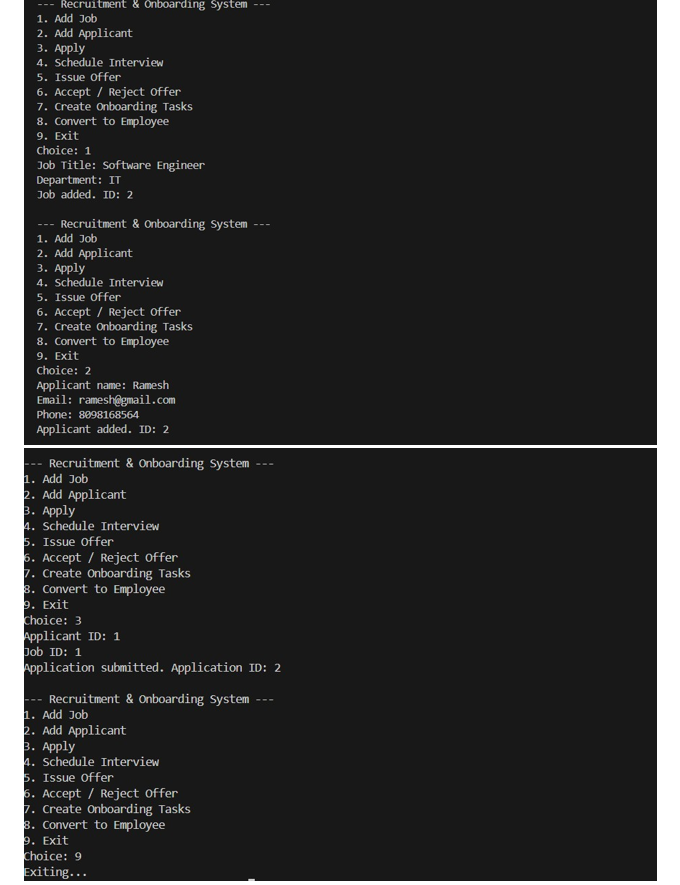 --- Recruitment & Onboarding System ---
1. Add Job
2. Add Applicant
3. Apply
4. Schedule Interview
5. Issue Offer
6. Accept / Reject Offer
7. Create Onboarding Tasks
8. Convert to Employee
9. Exit
Choice: 1
Job Title: Software Engineer
Department: IT
Job added. ID: 2
--- Recruitment & Onboarding System ---
1. Add Job
2. Add Applicant
3. Apply
4. Schedule Interview
5. Issue Offer
6. Accept / Reject Offer
7. Create Onboarding Tasks
8. Convert to Employee
9. Exit
Choice: 2
Applicant name: Ramesh
Email: ramesh@gmail.com
Phone: 8098168564
Applicant added. ID: 2
--- Recruitment & Onboarding System ---
1. Add Job
2. Add Applicant
3. Apply
4. Schedule Interview
5. Issue Offer
6. Accept / Reject Offer
7. Create Onboarding Tasks
8. Convert to Employee
9. Exit
Choice: 3
Applicant ID: 1
Job ID: 1
Application submitted. Application ID: 2
--- Recruitment & Onboarding System ---
1. Add Job
2. Add Applicant
3. Apply
4. Schedule Interview
5. Issue Offer
6. Accept / Reject Offer
7. Create Onboarding Tasks
8. Convert to Employee
9. Exit
Choice: 9
Exiting...